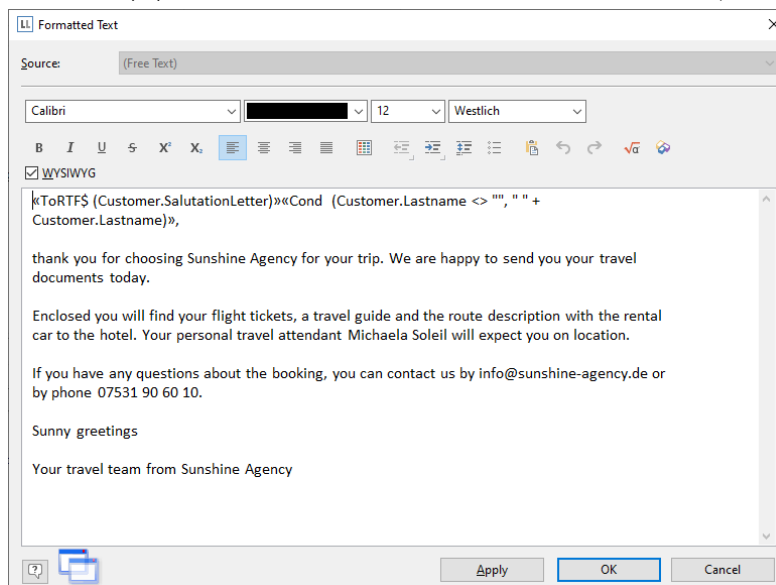 LL Formatted Text
Source: (Free Text)
Calibri 12 Westlich
B I U S X² X₂ √α
WYSIWYG
«ToRTF$ (Customer.SalutationLetter)»«Cond (Customer.Lastname <> "", " " +
Customer.Lastname)»,
thank you for choosing Sunshine Agency for your trip. We are happy to send you your travel
documents today.
Enclosed you will find your flight tickets, a travel guide and the route description with the rental
car to the hotel. Your personal travel attendant Michaela Soleil will expect you on location.
If you have any questions about the booking, you can contact us by info@sunshine-agency.de or
by phone 07531 90 60 10.
Sunny greetings
Your travel team from Sunshine Agency
Apply OK Cancel